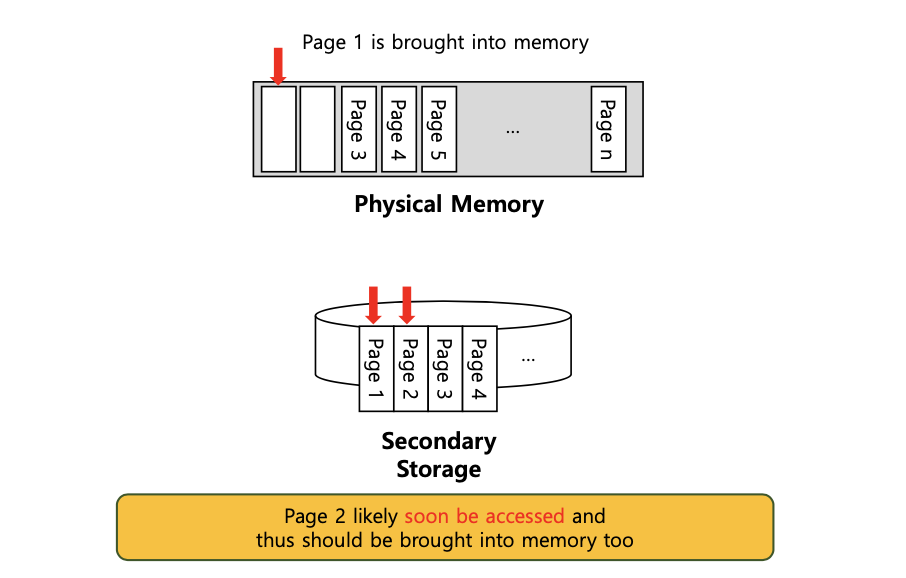 Page 1 is brought into memory
Page 3
Page 4
Page 5
...
Page n
Physical Memory
Page 1
Page 2
Page 3
Page 4
...
Secondary
Storage
Page 2 likely soon be accessed and
thus should be brought into memory too